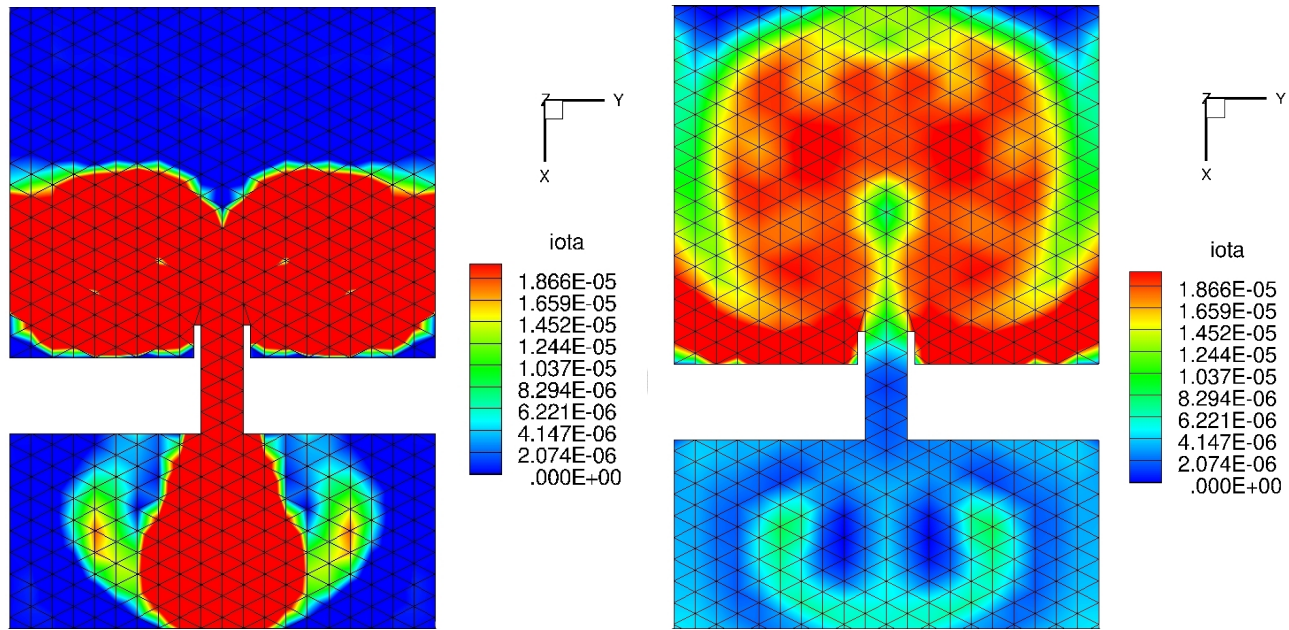 Z Y
X
iota
1.866E-05
1.659E-05
1.452E-05
1.244E-05
1.037E-05
8.294E-06
6.221E-06
4.147E-06
2.074E-06
.000E+00
Z Y
X
iota
1.866E-05
1.659E-05
1.452E-05
1.244E-05
1.037E-05
8.294E-06
6.221E-06
4.147E-06
2.074E-06
.000E+00